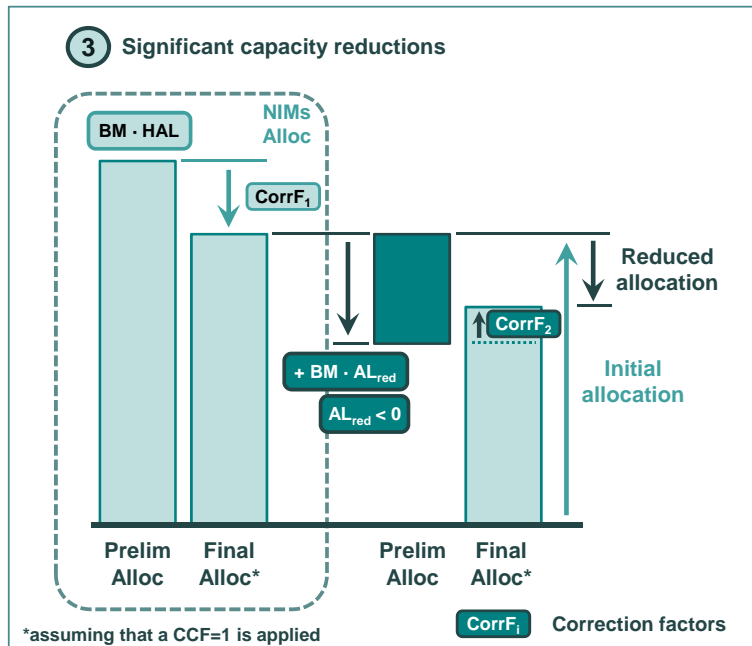 3 Significant capacity reductions
NIMs
Alloc
BM · HAL
CorrF1
Reduced
allocation
CorrF2
+ BM · ALred
ALred < 0
Initial
allocation
Prelim
Alloc
Final
Alloc*
Prelim
Alloc
Final
Alloc*
*assuming that a CCF=1 is applied
CorrFi Correction factors